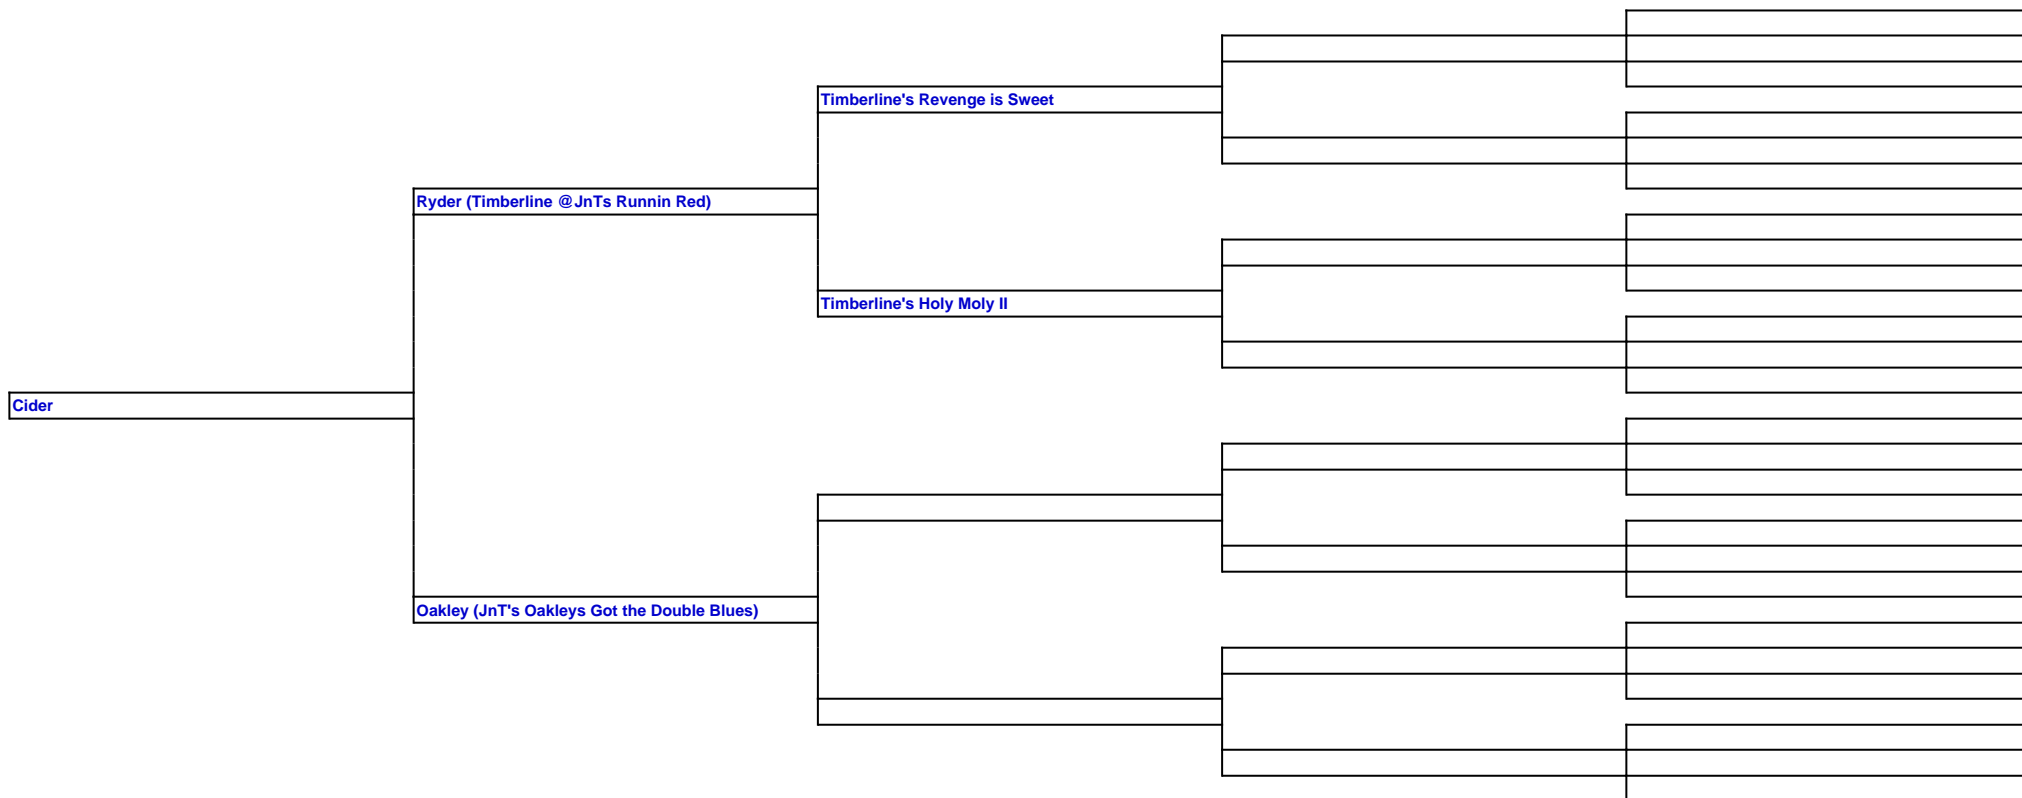 Timberline's Revenge is Sweet
Ryder (Timberline @JnTs Runnin Red)
Timberline's Holy Moly II
Cider
Oakley (JnT's Oakleys Got the Double Blues)